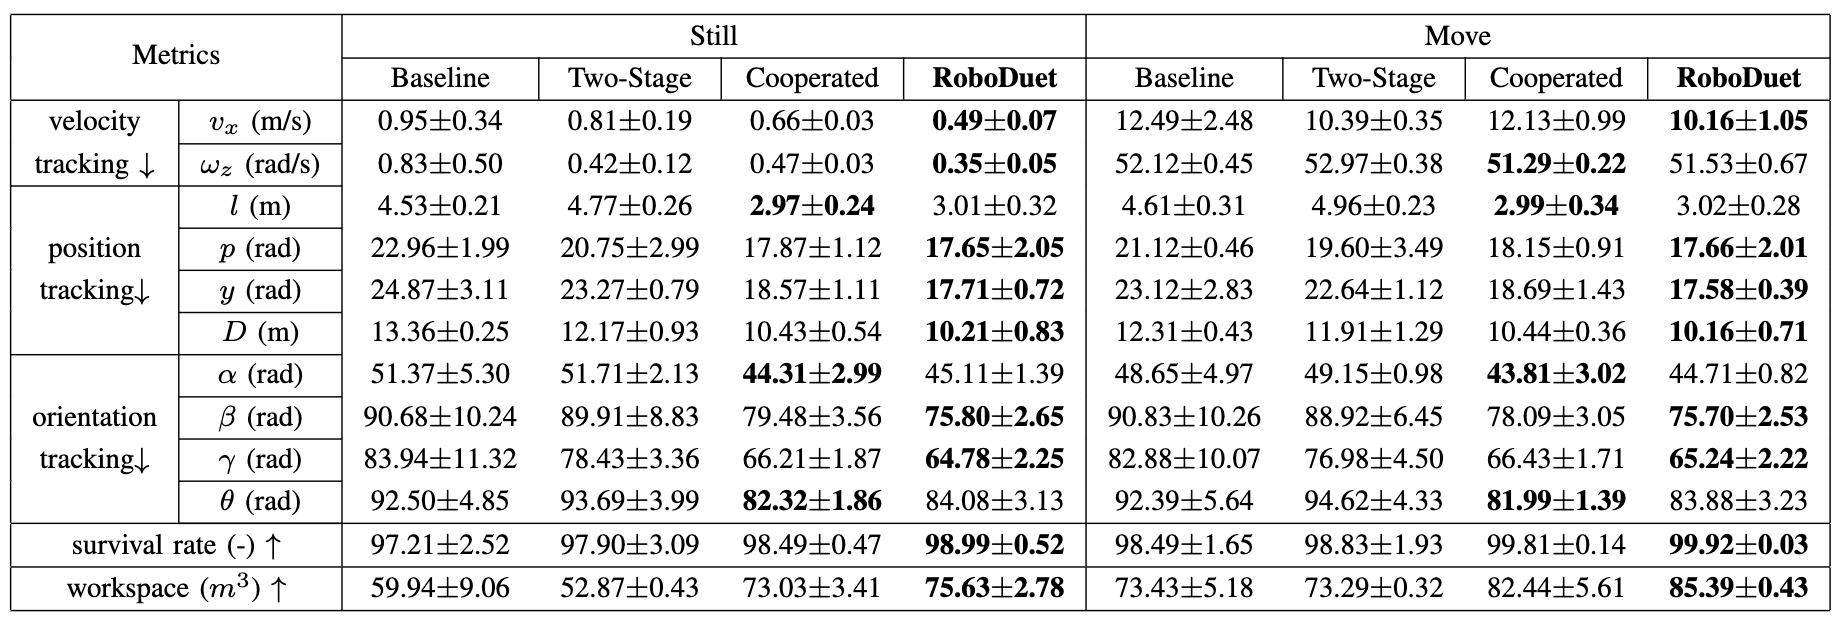 Metrics Still Move
Baseline Two-Stage Cooperated RoboDuet Baseline Two-Stage Cooperated RoboDuet
velocity v_x (m/s) 0.95±0.34 0.81±0.19 0.66±0.03 0.49±0.07 12.49±2.48 10.39±0.35 12.13±0.99 10.16±1.05
tracking ↓ ω_z (rad/s) 0.83±0.50 0.42±0.12 0.47±0.03 0.35±0.05 52.12±0.45 52.97±0.38 51.29±0.22 51.53±0.67
l (m) 4.53±0.21 4.77±0.26 2.97±0.24 3.01±0.32 4.61±0.31 4.96±0.23 2.99±0.34 3.02±0.28
position p (rad) 22.96±1.99 20.75±2.99 17.87±1.12 17.65±2.05 21.12±0.46 19.60±3.49 18.15±0.91 17.66±2.01
tracking↓ y (rad) 24.87±3.11 23.27±0.79 18.57±1.11 17.71±0.72 23.12±2.83 22.64±1.12 18.69±1.43 17.58±0.39
D (m) 13.36±0.25 12.17±0.93 10.43±0.54 10.21±0.83 12.31±0.43 11.91±1.29 10.44±0.36 10.16±0.71
α (rad) 51.37±5.30 51.71±2.13 44.31±2.99 45.11±1.39 48.65±4.97 49.15±0.98 43.81±3.02 44.71±0.82
orientation β (rad) 90.68±10.24 89.91±8.83 79.48±3.56 75.80±2.65 90.83±10.26 88.92±6.45 78.09±3.05 75.70±2.53
tracking↓ γ (rad) 83.94±11.32 78.43±3.36 66.21±1.87 64.78±2.25 82.88±10.07 76.98±4.50 66.43±1.71 65.24±2.22
θ (rad) 92.50±4.85 93.69±3.99 82.32±1.86 84.08±3.13 92.39±5.64 94.62±4.33 81.99±1.39 83.88±3.23
survival rate (-) ↑ 97.21±2.52 97.90±3.09 98.49±0.47 98.99±0.52 98.49±1.65 98.83±1.93 99.81±0.14 99.92±0.03
workspace (m³) ↑ 59.94±9.06 52.87±0.43 73.03±3.41 75.63±2.78 73.43±5.18 73.29±0.32 82.44±5.61 85.39±0.43